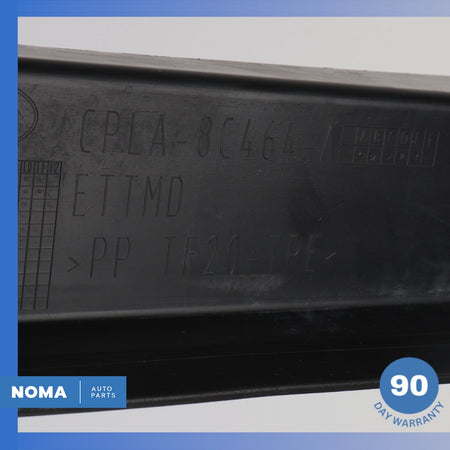 CPLA-8C464-A
A B C D H F
ETTMD
>PP TF20-TPE<
NOMA
AUTO
PARTS
90
DAY WARRANTY